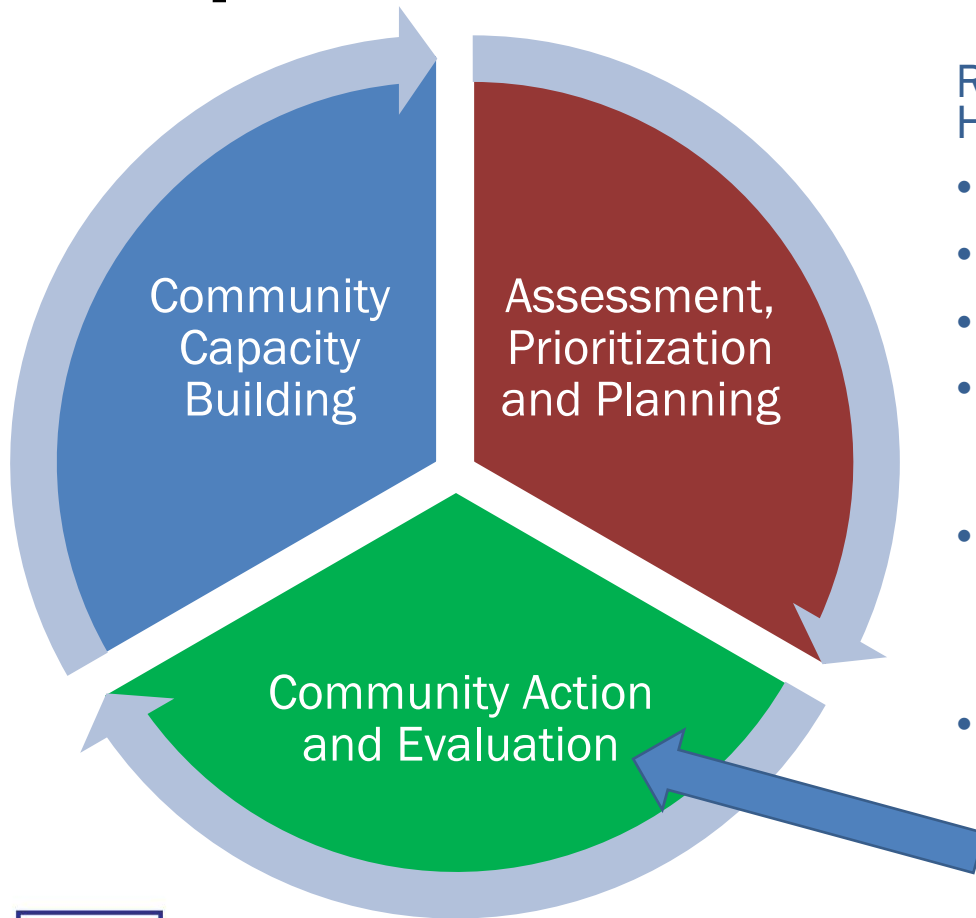 Community
Capacity
Building
Assessment,
Prioritization
and Planning
Community Action
and Evaluation